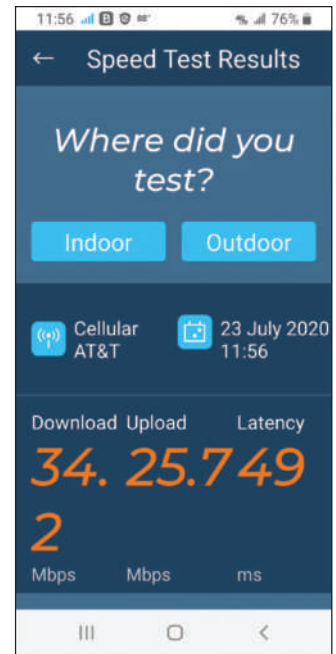 11:56 88° 76%
← Speed Test Results
Where did you
test?
Indoor Outdoor
Cellular
AT&T
23 July 2020
11:56
Download Upload Latency
34. 25.7 49
2
Mbps Mbps ms